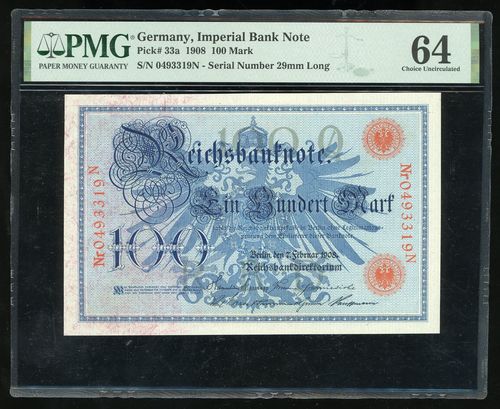 PMG
PAPER MONEY GUARANTY
Germany, Imperial Bank Note
Pick# 33a 1908 100 Mark
S/N 0493319N - Serial Number 29mm Long
64
Choice Uncirculated
Reichsbanknote.
Ein Hundert Mark
Berlin den 7. Februar 1908.
Reichsbankdirektorium
100
Nr 0493319 N
Nr 0493319 N